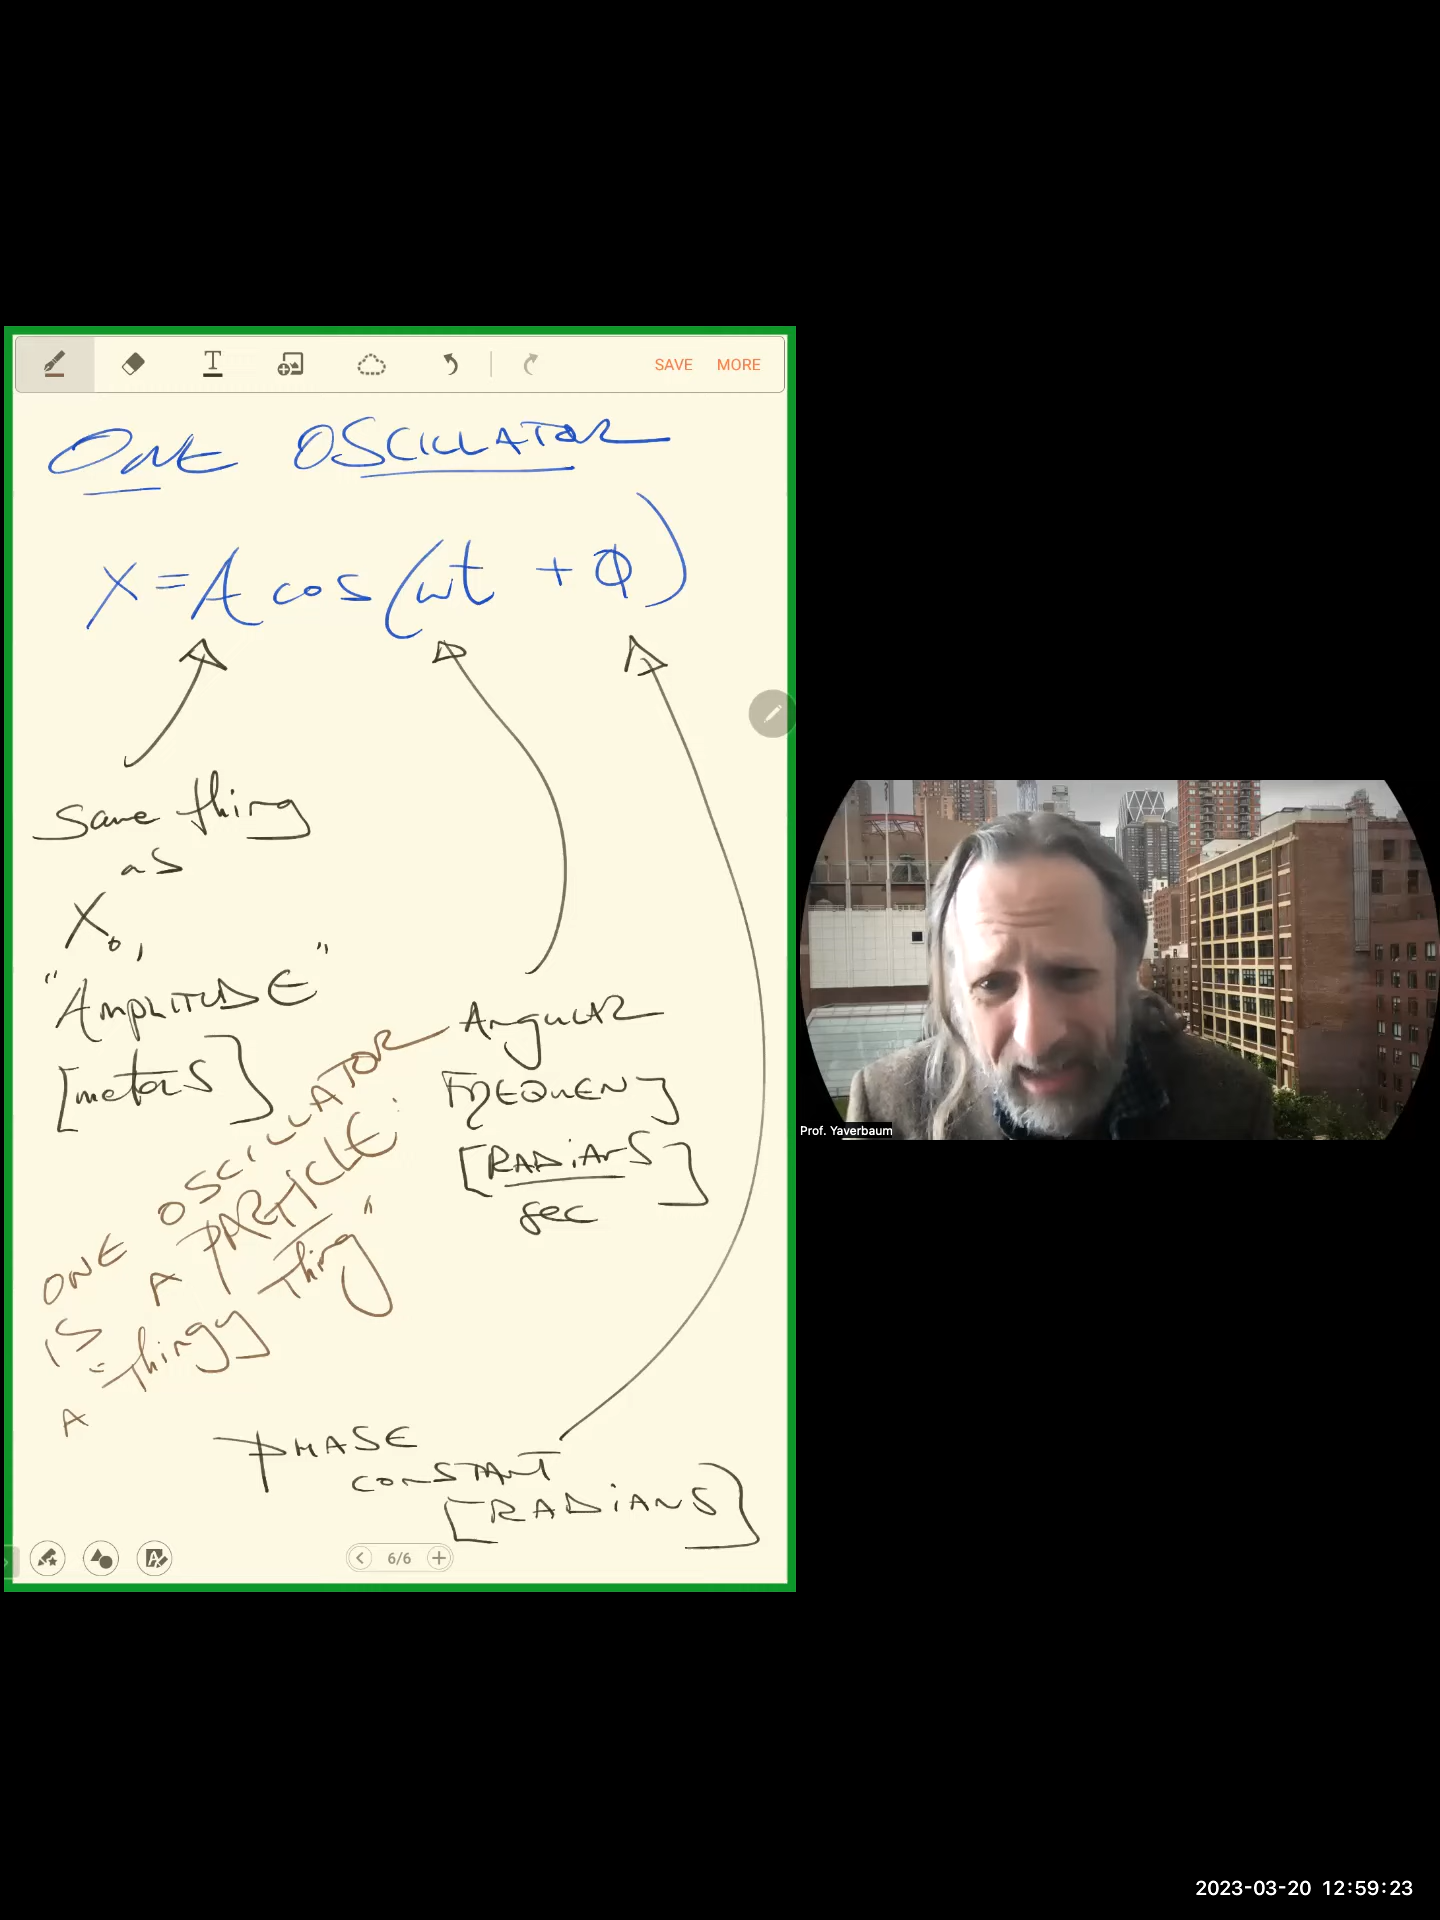 T
SAVE MORE
ONE OSCILLATOR
X = A cos(ωt + Φ)
Same thing
as
X₀,
"AMPLITUDE"
[meters]
AngulAR
FREQUENCY
[RADiANS
sec]
ONE OSCILLATOR
IS A PARTICLE:
A "Thingy Thing"
PHASE
CONSTANT
[RADiANS]
6/6
Prof. Yaverbaum
2023-03-20 12:59:23